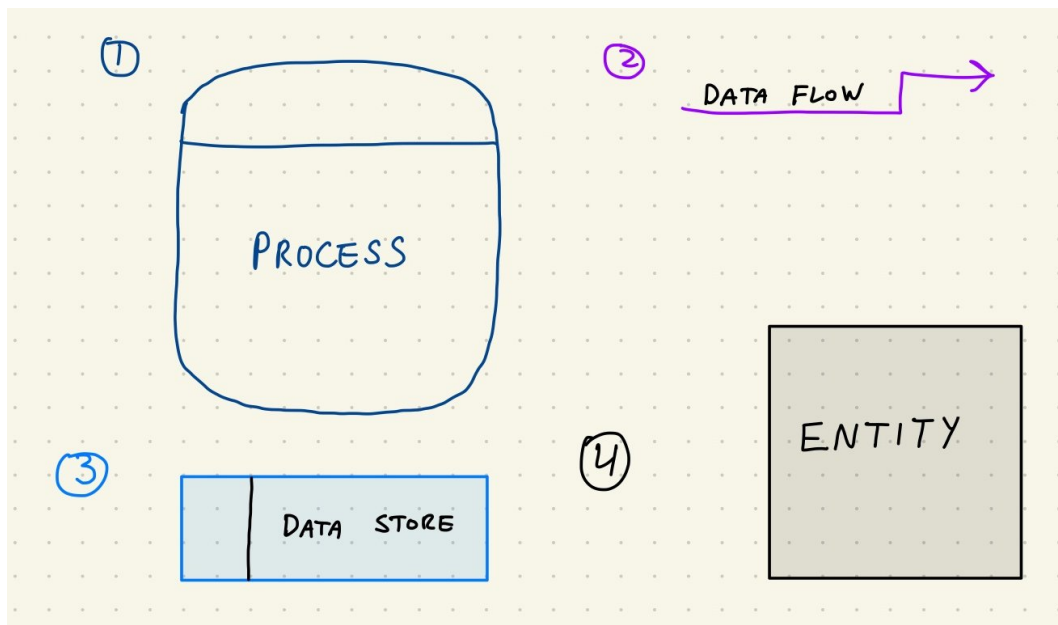 1
PROCESS
2
DATA FLOW
3
DATA STORE
4
ENTITY